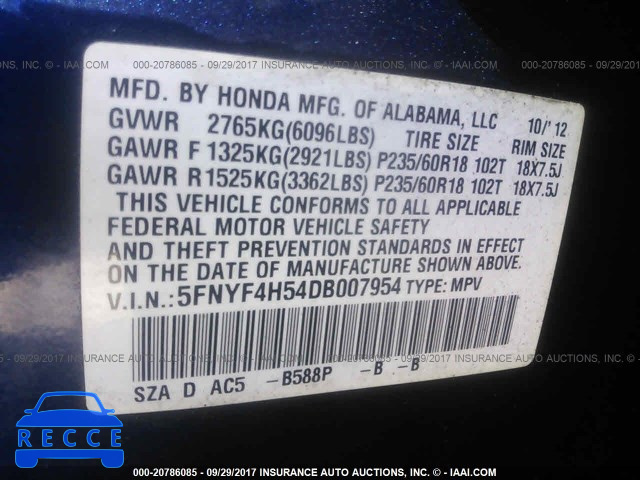 000-20786085 - 09/29/2017 INSURANCE AUTO AUCTIONS, INC. - © - IAAI.COM
MFD. BY HONDA MFG. OF ALABAMA, LLC 10/'12
GVWR 2765KG(6096LBS) TIRE SIZE RIM SIZE
GAWR F 1325KG(2921LBS) P235/60R18 102T 18X7.5J
GAWR R1525KG(3362LBS) P235/60R18 102T 18X7.5J
THIS VEHICLE CONFORMS TO ALL APPLICABLE
FEDERAL MOTOR VEHICLE SAFETY
AND THEFT PREVENTION STANDARDS IN EFFECT
ON THE DATE OF MANUFACTURE SHOWN ABOVE.
V.I.N.:5FNYF4H54DB007954 TYPE: MPV
SZA D AC5 -B588P -B -B
RECCE
000-20786085 - 09/29/2017 INSURANCE AUTO AUCTIONS, INC. - © - IAAI.COM